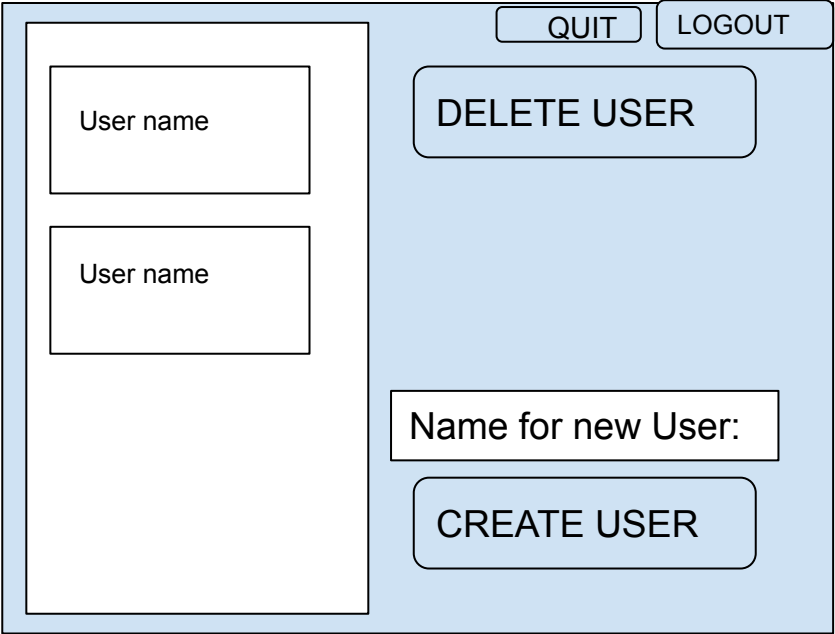 QUIT
LOGOUT
User name
DELETE USER
User name
Name for new User:
CREATE USER